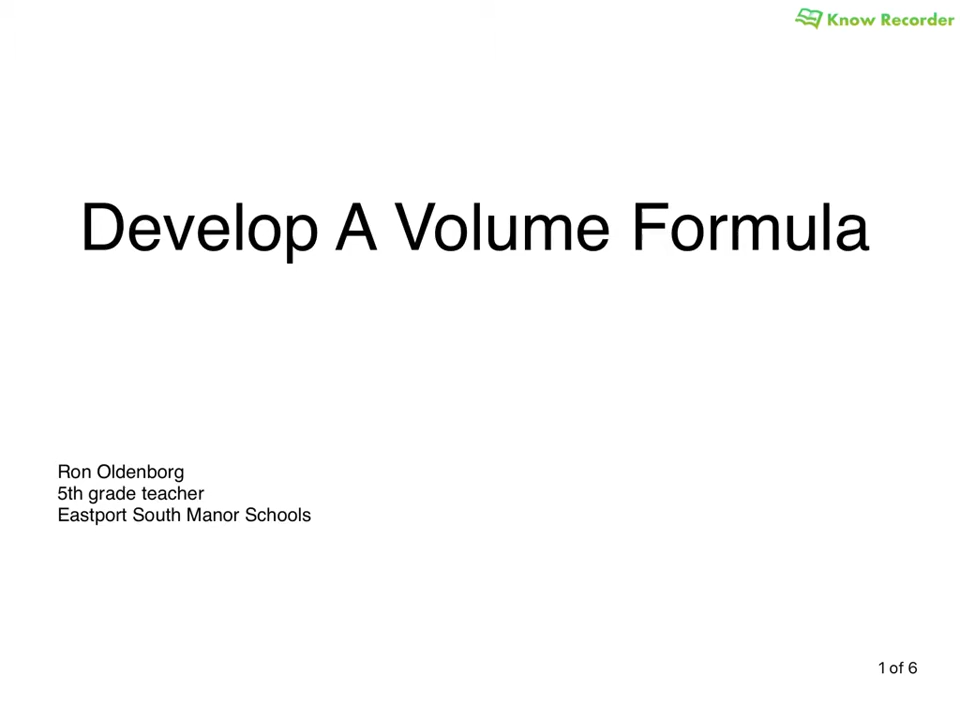 Know Recorder
Develop A Volume Formula
Ron Oldenborg
5th grade teacher
Eastport South Manor Schools
1 of 6